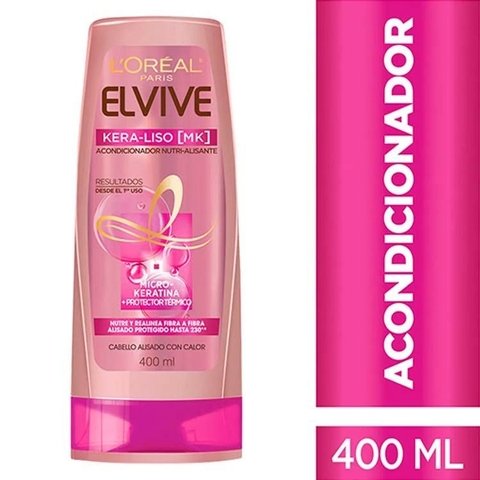 L'ORÉAL
PARIS
ELVIVE
KERA-LISO [MK]
ACONDICIONADOR NUTRI-ALISANTE
RESULTADOS
DESDE EL 1ER USO
MICRO-
KERATINA
+PROTECTOR TÉRMICO
NUTRE Y REALINEA FIBRA A FIBRA
ALISADO PROTEGIDO HASTA 230°
CABELLO ALISADO CON CALOR
400 ml
ACONDICIONADOR
400 ML